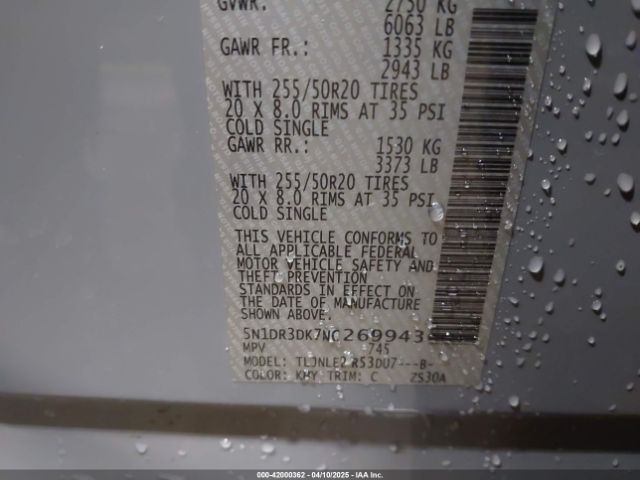 GVWR: 2750 KG
6063 LB
GAWR FR.: 1335 KG
2943 LB
WITH 255/50R20 TIRES
20 X 8.0 RIMS AT 35 PSI
COLD SINGLE
GAWR RR.: 1530 KG
3373 LB
WITH 255/50R20 TIRES
20 X 8.0 RIMS AT 35 PSI
COLD SINGLE
THIS VEHICLE CONFORMS TO
ALL APPLICABLE FEDERAL
MOTOR VEHICLE SAFETY AND
THEFT PREVENTION
STANDARDS IN EFFECT ON
THE DATE OF MANUFACTURE
SHOWN ABOVE.
5N1DR3DK7NC269943
MPV
MODEL:
COLOR: KMY TRIM: C ZS30A
000-42000362 - 04/10/2025 - IAA Inc.